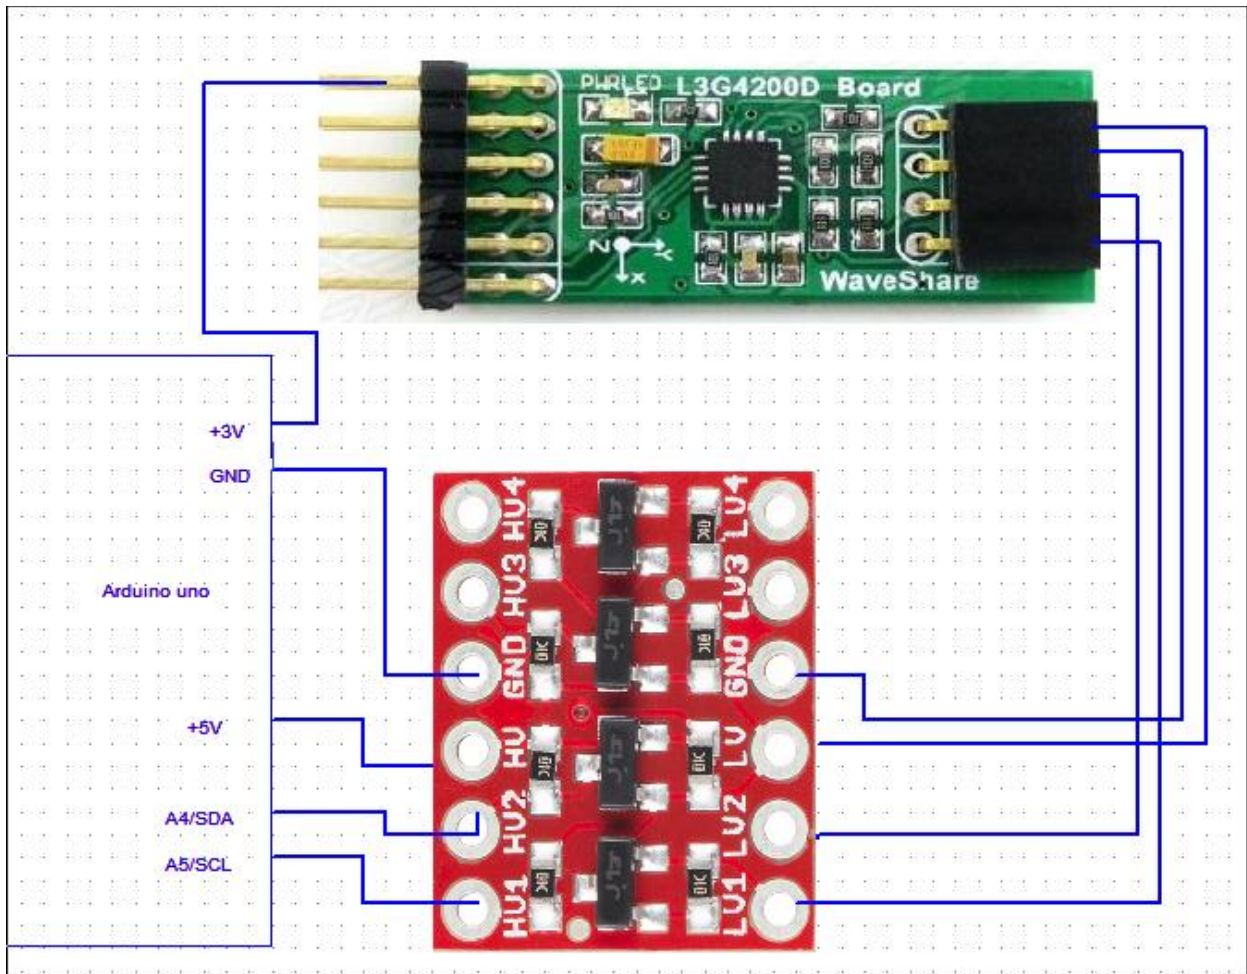 PWRLED L3G4200D Board
Z Y
X
WaveShare
+3V
GND
Arduino uno
+5V
A4/SDA
A5/SCL
HV4 LV4
HV3 LV3
GND GND
HV LV
HV2 LV2
HV1 LV1